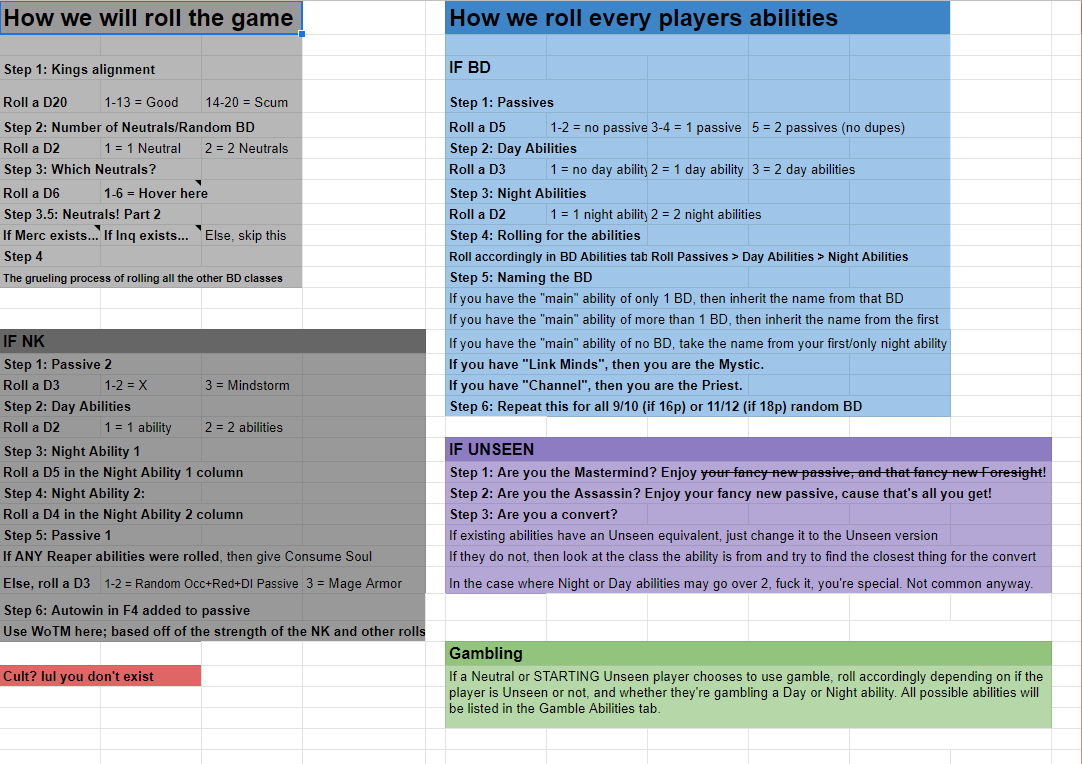 How we will roll the game
Step 1: Kings alignment
Roll a D20 1-13 = Good 14-20 = Scum
Step 2: Number of Neutrals/Random BD
Roll a D2 1 = 1 Neutral 2 = 2 Neutrals
Step 3: Which Neutrals?
Roll a D6 1-6 = Hover here
Step 3.5: Neutrals! Part 2
If Merc exists... If Inq exists... Else, skip this
Step 4
The grueling process of rolling all the other BD classes
IF NK
Step 1: Passive 2
Roll a D3 1-2 = X 3 = Mindstorm
Step 2: Day Abilities
Roll a D2 1 = 1 ability 2 = 2 abilities
Step 3: Night Ability 1
Roll a D5 in the Night Ability 1 column
Step 4: Night Ability 2:
Roll a D4 in the Night Ability 2 column
Step 5: Passive 1
If ANY Reaper abilities were rolled, then give Consume Soul
Else, roll a D3 1-2 = Random Occ+Red+DI Passive 3 = Mage Armor
Step 6: Autowin in F4 added to passive
Use WoTM here; based off of the strength of the NK and other rolls
Cult? lul you don't exist
How we roll every players abilities
IF BD
Step 1: Passives
Roll a D5 1-2 = no passive 3-4 = 1 passive 5 = 2 passives (no dupes)
Step 2: Day Abilities
Roll a D3 1 = no day ability 2 = 1 day ability 3 = 2 day abilities
Step 3: Night Abilities
Roll a D2 1 = 1 night ability 2 = 2 night abilities
Step 4: Rolling for the abilities
Roll accordingly in BD Abilities tab Roll Passives > Day Abilities > Night Abilities
Step 5: Naming the BD
If you have the "main" ability of only 1 BD, then inherit the name from that BD
If you have the "main" ability of more than 1 BD, then inherit the name from the first
If you have the "main" ability of no BD, take the name from your first/only night ability
If you have "Link Minds", then you are the Mystic.
If you have "Channel", then you are the Priest.
Step 6: Repeat this for all 9/10 (if 16p) or 11/12 (if 18p) random BD
IF UNSEEN
Step 1: Are you the Mastermind? Enjoy your fancy new passive, and that fancy new Foresight!
Step 2: Are you the Assassin? Enjoy your fancy new passive, cause that's all you get!
Step 3: Are you a convert?
If existing abilities have an Unseen equivalent, just change it to the Unseen version
If they do not, then look at the class the ability is from and try to find the closest thing for the convert
In the case where Night or Day abilities may go over 2, fuck it, you're special. Not common anyway.
Gambling
If a Neutral or STARTING Unseen player chooses to use gamble, roll accordingly depending on if the
player is Unseen or not, and whether they're gambling a Day or Night ability. All possible abilities will
be listed in the Gamble Abilities tab.